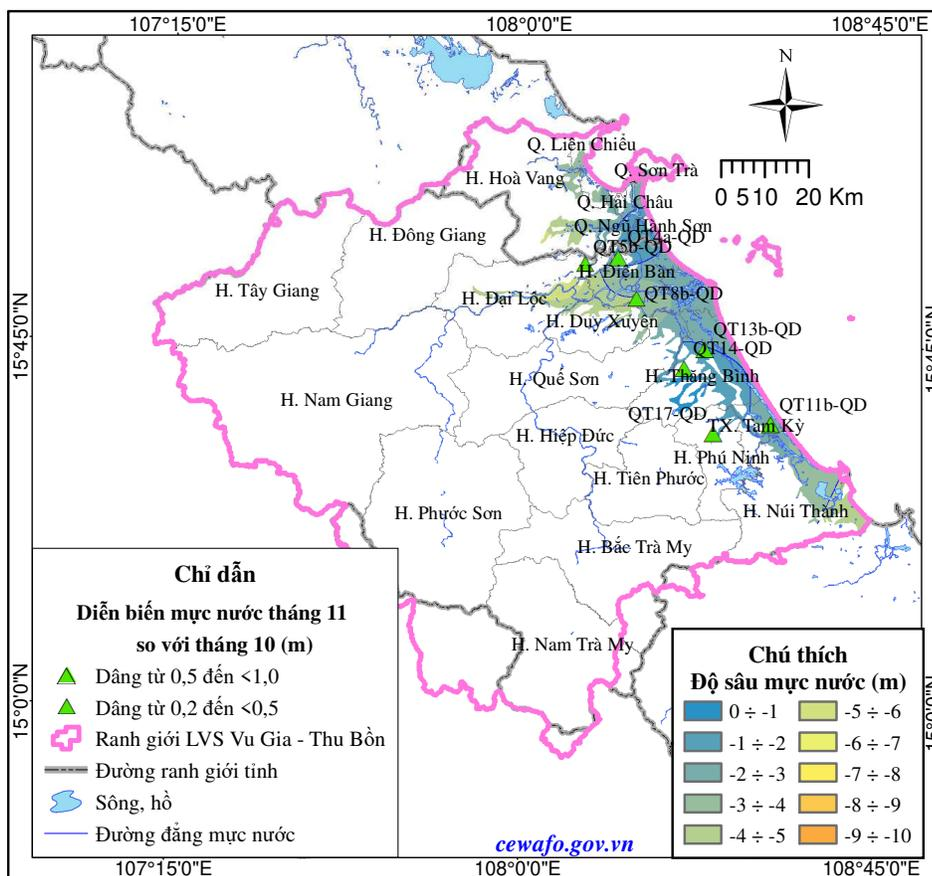 107°15'0"E
108°0'0"E
108°45'0"E
N
Q. Liên Chiểu
H. Hoà Vang
Q. Sơn Trà
0 5 10 20 Km
Q. Hải Châu
Q. Ngũ Hành Sơn
H. Đông Giang
QT4a-QD
QT5b-QD
H. Điện Bàn
H. Tây Giang
H. Đại Lộc
QT8b-QD
H. Duy Xuyên
15°45'0"N
15°45'0"N
QT13b-QD
QT14-QD
H. Quế Sơn
H. Thăng Bình
H. Nam Giang
QT11b-QD
QT17-QD
TX. Tam Kỳ
H. Hiệp Đức
H. Phú Ninh
H. Tiên Phước
H. Phước Sơn
H. Núi Thành
H. Bắc Trà My
H. Nam Trà My
Chỉ dẫn
Diễn biến mực nước tháng 11
so với tháng 10 (m)
Dâng từ 0,5 đến <1,0
Dâng từ 0,2 đến <0,5
Ranh giới LVS Vu Gia - Thu Bồn
Đường ranh giới tỉnh
Sông, hồ
Đường đẳng mực nước
15°0'0"N
Chú thích
Độ sâu mực nước (m)
0 ÷ -1
-5 ÷ -6
-1 ÷ -2
-6 ÷ -7
-2 ÷ -3
-7 ÷ -8
-3 ÷ -4
-8 ÷ -9
-4 ÷ -5
-9 ÷ -10
15°0'0"N
cewafo.gov.vn
107°15'0"E
108°0'0"E
108°45'0"E